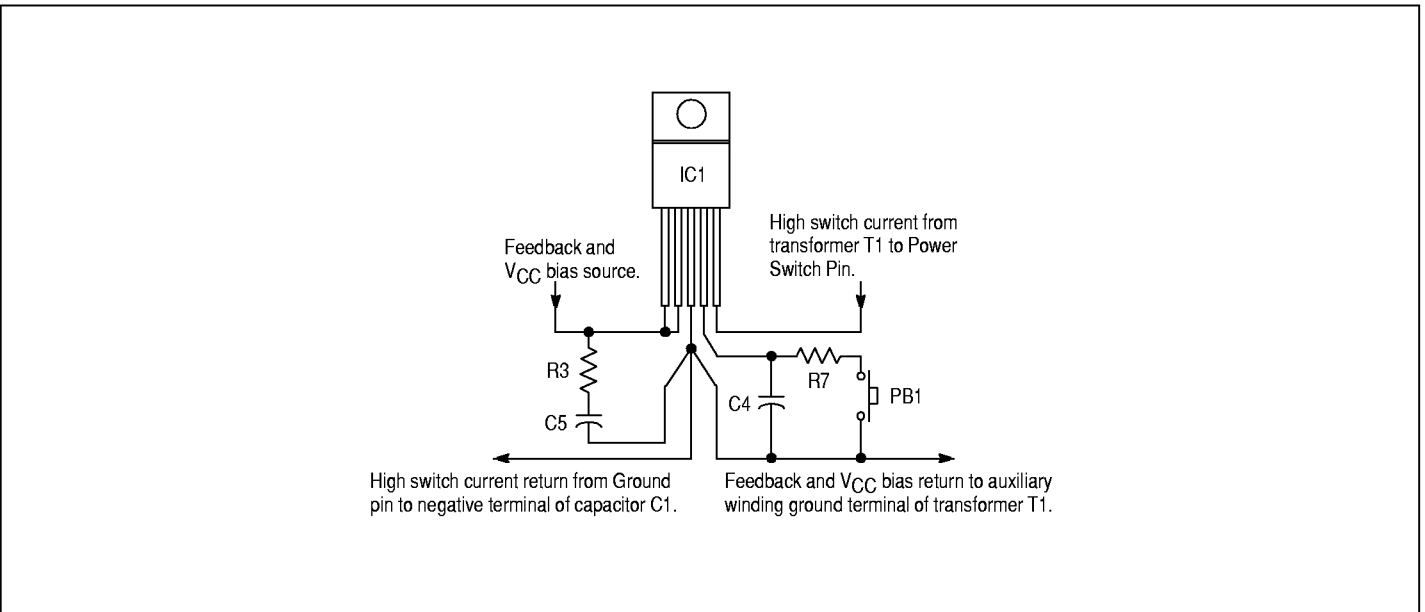 IC1
High switch current from
transformer T1 to Power
Switch Pin.
Feedback and
VCC bias source.
R3
R7
C4
PB1
C5
High switch current return from Ground
pin to negative terminal of capacitor C1.
Feedback and VCC bias return to auxiliary
winding ground terminal of transformer T1.